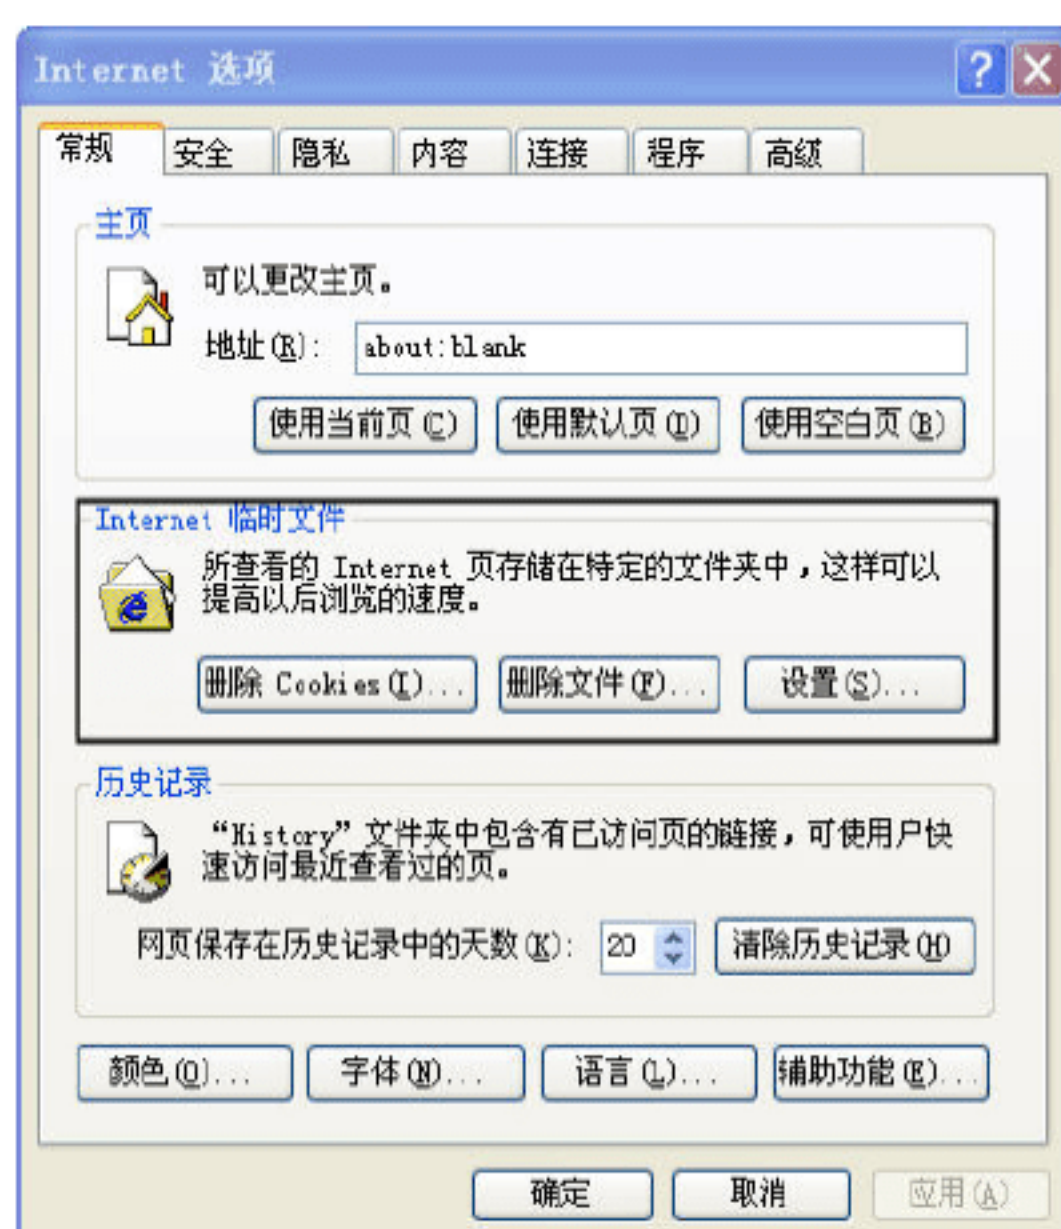 Internet 选项
常规 安全 隐私 内容 连接 程序 高级
主页
可以更改主页。
地址(R): about:blank
使用当前页(C) 使用默认页(D) 使用空白页(B)
Internet 临时文件
所查看的 Internet 页存储在特定的文件夹中，这样可以
提高以后浏览的速度。
删除 Cookies(I)... 删除文件(F)... 设置(S)...
历史记录
“History”文件夹中包含有已访问页的链接，可使用户快
速访问最近查看过的页。
网页保存在历史记录中的天数(K): 20 清除历史记录(H)
颜色(O)... 字体(N)... 语言(L)... 辅助功能(E)...
确定 取消 应用(A)